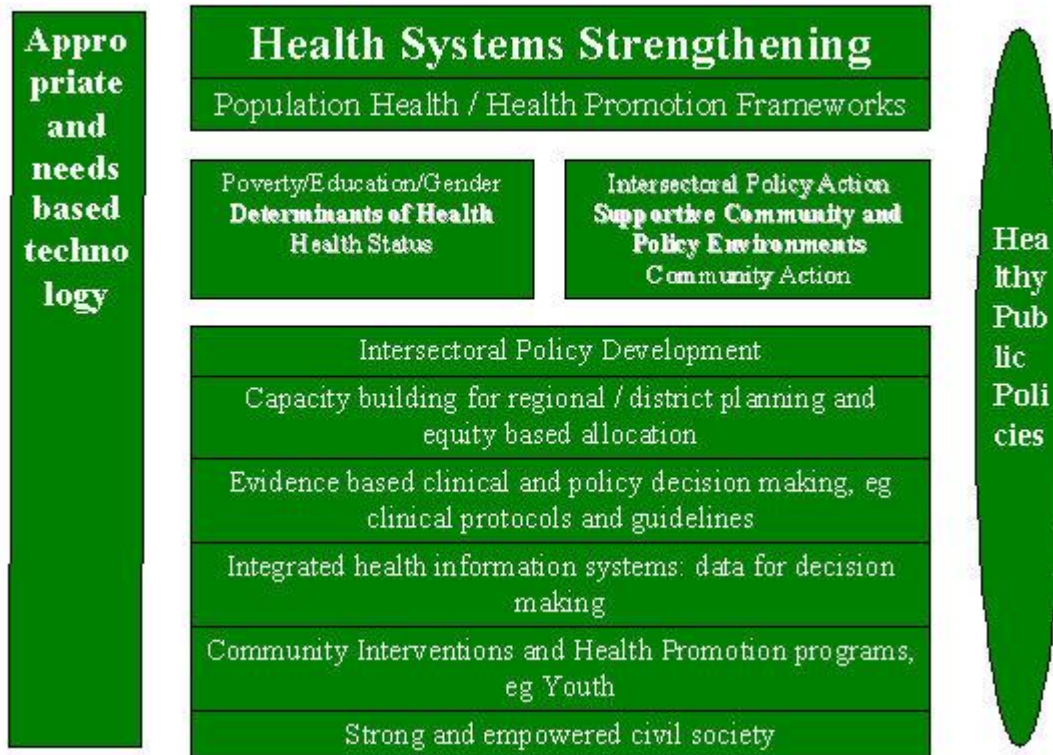 Appro
priate
and
needs
based
techno
logy
Health Systems Strengthening
Population Health / Health Promotion Frameworks
Poverty/Education/Gender
Determinants of Health
Health Status
Intersectoral Policy Action
Supportive Community and
Policy Environments
Community Action
Intersectoral Policy Development
Capacity building for regional / district planning and
equity based allocation
Evidence based clinical and policy decision making, eg
clinical protocols and guidelines
Integrated health information systems: data for decision
making
Community Interventions and Health Promotion programs,
eg Youth
Strong and empowered civil society
Hea
lthy
Pub
lic
Poli
cies